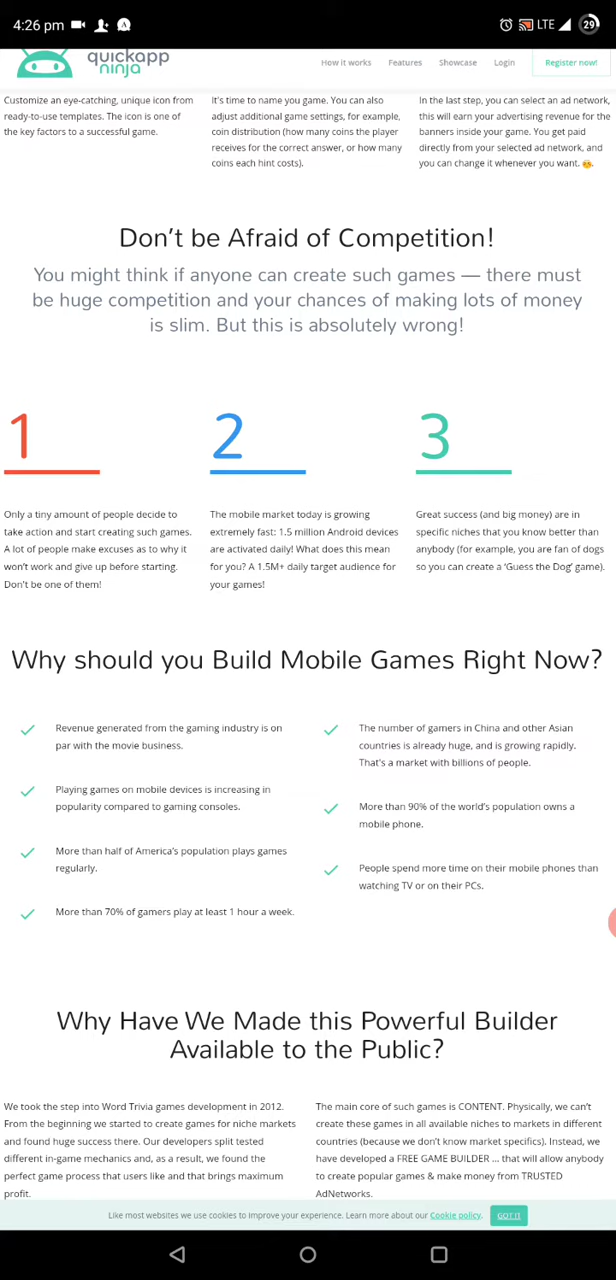 4:26 pm
LTE
29
quickapp
ninja
How it works
Features
Showcase
Login
Register now!
Customize an eye-catching, unique icon from
ready-to-use templates. The icon is one of
the key factors to a successful game.
It's time to name you game. You can also
adjust additional game settings, for example,
coin distribution (how many coins the player
receives for the correct answer, or how many
coins each hint costs).
In the last step, you can select an ad network,
this will earn your advertising revenue for the
banners inside your game. You get paid
directly from your selected ad network, and
you can change it whenever you want. 😊.
Don't be Afraid of Competition!
You might think if anyone can create such games — there must
be huge competition and your chances of making lots of money
is slim. But this is absolutely wrong!
1
Only a tiny amount of people decide to
take action and start creating such games.
A lot of people make excuses as to why it
won't work and give up before starting.
Don't be one of them!
2
The mobile market today is growing
extremely fast: 1.5 million Android devices
are activated daily! What does this mean
for you? A 1.5M+ daily target audience for
your games!
3
Great success (and big money) are in
specific niches that you know better than
anybody (for example, you are fan of dogs
so you can create a 'Guess the Dog' game).
Why should you Build Mobile Games Right Now?
Revenue generated from the gaming industry is on
par with the movie business.
Playing games on mobile devices is increasing in
popularity compared to gaming consoles.
More than half of America's population plays games
regularly.
More than 70% of gamers play at least 1 hour a week.
The number of gamers in China and other Asian
countries is already huge, and is growing rapidly.
That's a market with billions of people.
More than 90% of the world's population owns a
mobile phone.
People spend more time on their mobile phones than
watching TV or on their PCs.
Why Have We Made this Powerful Builder
Available to the Public?
We took the step into Word Trivia games development in 2012.
From the beginning we started to create games for niche markets
and found huge success there. Our developers split tested
different in-game mechanics and, as a result, we found the
perfect game process that users like and that brings maximum
profit.
The main core of such games is CONTENT. Physically, we can't
create these games in all available niches to markets in different
countries (because we don't know market specifics). Instead, we
have developed a FREE GAME BUILDER ... that will allow anybody
to create popular games & make money from TRUSTED
AdNetworks.
Like most websites we use cookies to improve your experience. Learn more about our Cookie policy.
GOT IT